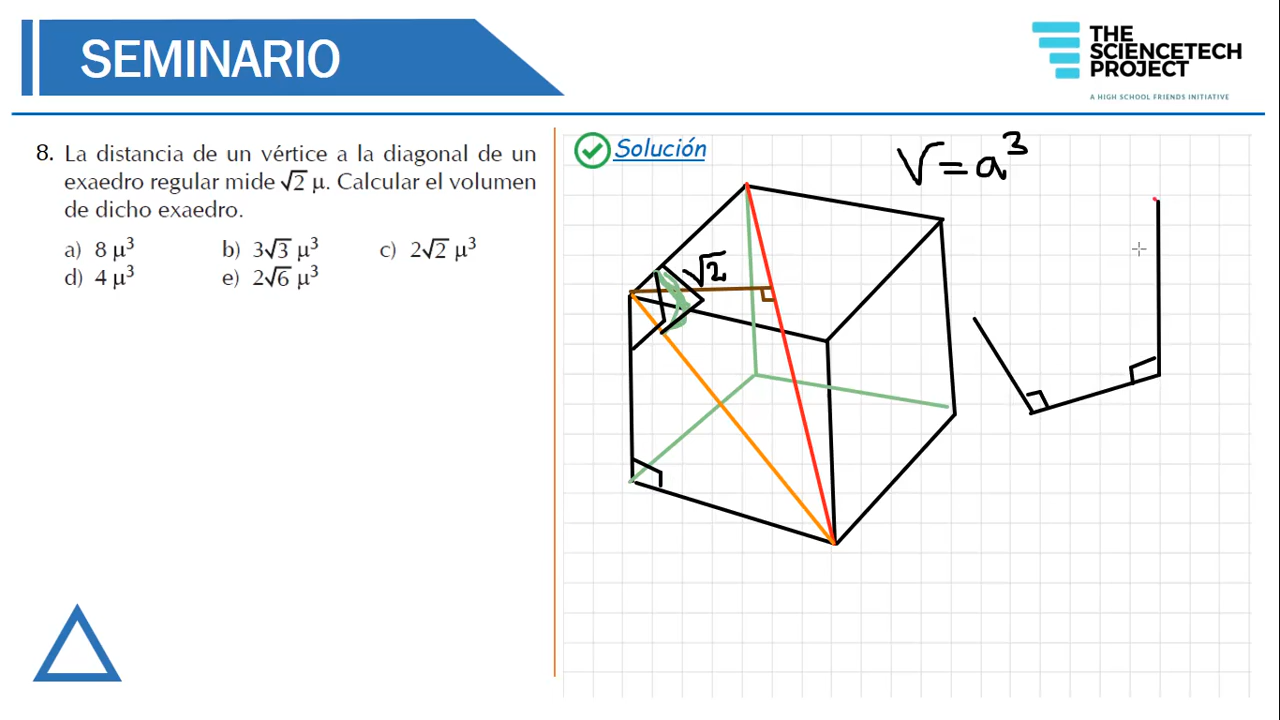 SEMINARIO
THE
SCIENCETECH
PROJECT
A HIGH SCHOOL FRIENDS INITIATIVE
8. La distancia de un vértice a la diagonal de un
exaedro regular mide √2 μ. Calcular el volumen
de dicho exaedro.
a) 8 μ³ b) 3√3 μ³ c) 2√2 μ³
d) 4 μ³ e) 2√6 μ³
Solución
V=a³
√2